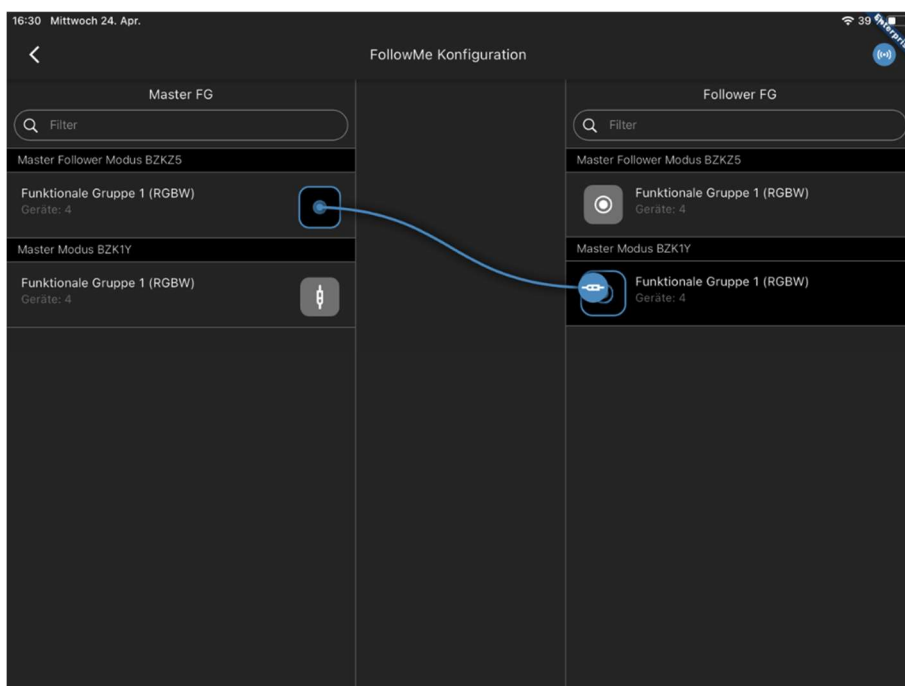 16:30 Mittwoch 24. Apr.
39
FollowMe Konfiguration
Master FG
Filter
Master Follower Modus BZKZ5
Funktionale Gruppe 1 (RGBW)
Geräte: 4
Master Modus BZK1Y
Funktionale Gruppe 1 (RGBW)
Geräte: 4
Follower FG
Filter
Master Follower Modus BZKZ5
Funktionale Gruppe 1 (RGBW)
Geräte: 4
Master Modus BZK1Y
Funktionale Gruppe 1 (RGBW)
Geräte: 4